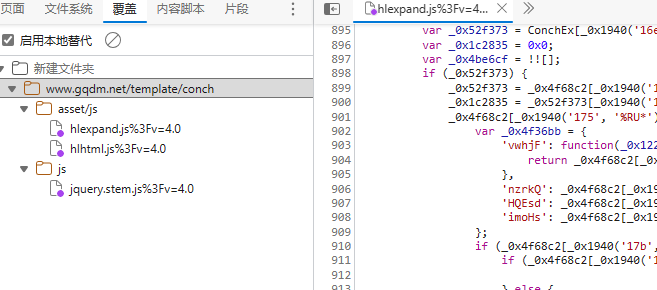 页面 文件系统 覆盖 内容脚本 片段
启用本地替代
新建文件夹
www.gqdm.net/template/conch
asset/js
hlexpand.js%3Fv=4.0
hlhtml.js%3Fv=4.0
js
jquery.stem.js%3Fv=4.0
hlexpand.js%3Fv=4...
895 var _0x52f373 = ConchEx[_0x1940('16e
896 var _0x1c2835 = 0x0;
897 var _0x4be6cf = !![];
898 if (_0x52f373) {
899 _0x52f373 = _0x4f68c2[_0x1940('1
900 _0x1c2835 = _0x52f373[_0x1940('1
901 _0x4f68c2[_0x1940('175', '%RU*')
902 var _0x4f36bb = {
903 'vwhjF': function(_0x122
904 return _0x4f68c2[_0x
905 },
906 'nzrkQ': _0x4f68c2[_0x19
907 'HQEsd': _0x4f68c2[_0x19
908 'imoHs': _0x4f68c2[_0x19
909 };
910 if (_0x4f68c2[_0x1940('17b',
911 if (_0x4f68c2[_0x1940('1
912
913 } else {